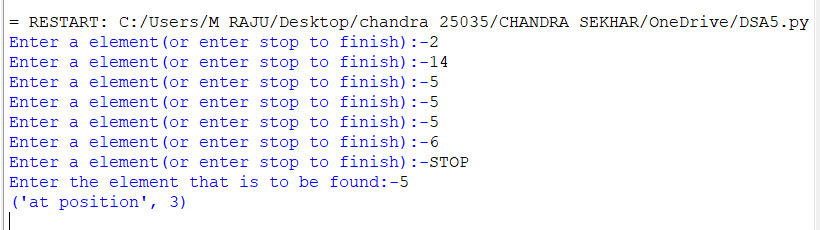 = RESTART: C:/Users/M RAJU/Desktop/chandra 25035/CHANDRA SEKHAR/OneDrive/DSA5.py
Enter a element(or enter stop to finish):-2
Enter a element(or enter stop to finish):-14
Enter a element(or enter stop to finish):-5
Enter a element(or enter stop to finish):-5
Enter a element(or enter stop to finish):-5
Enter a element(or enter stop to finish):-6
Enter a element(or enter stop to finish):-STOP
Enter the element that is to be found:-5
('at position', 3)